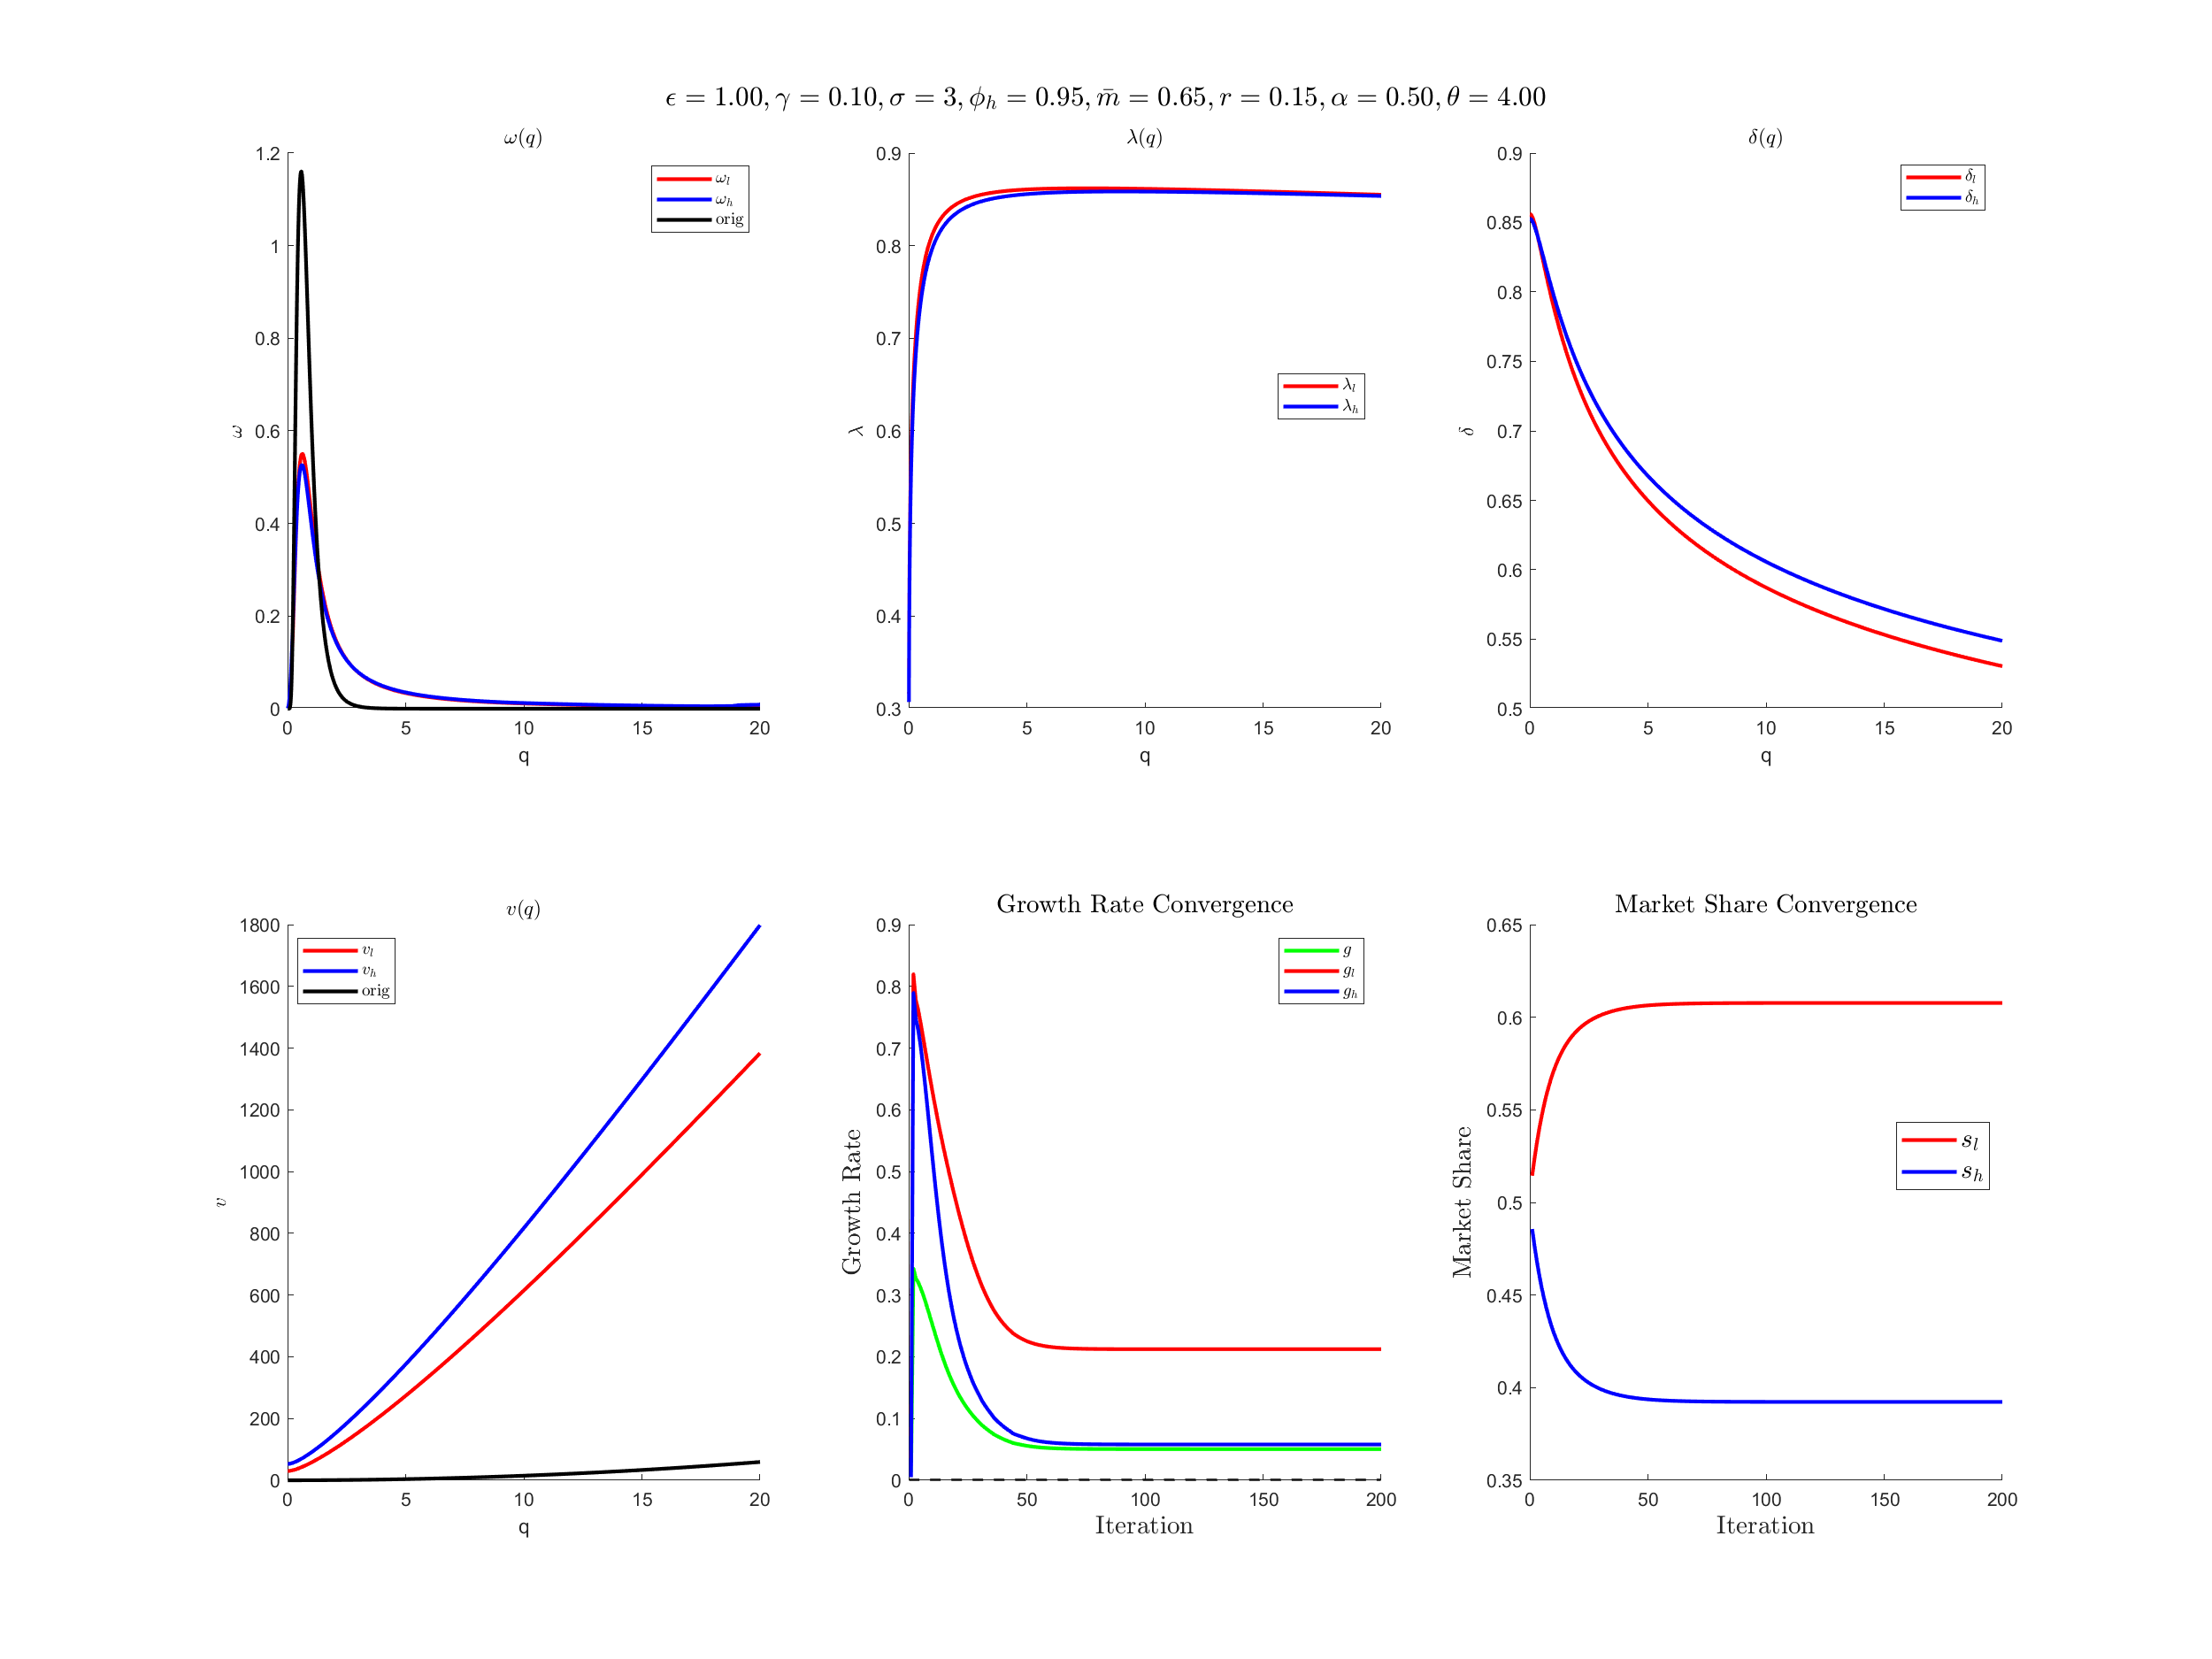 ϵ = 1.00, γ = 0.10, σ = 3, ϕ_h = 0.95, m̄ = 0.65, r = 0.15, α = 0.50, θ = 4.00
ω(q)
1.2
1
0.8
0.6
0.4
0.2
0
0 5 10 15 20
q
ω
ω_l
ω_h
orig
λ(q)
0.9
0.8
0.7
0.6
0.5
0.4
0.3
0 5 10 15 20
q
λ
λ_l
λ_h
δ(q)
0.9
0.85
0.8
0.75
0.7
0.65
0.6
0.55
0.5
0 5 10 15 20
q
δ
δ_l
δ_h
v(q)
1800
1600
1400
1200
1000
800
600
400
200
0
0 5 10 15 20
q
v
v_l
v_h
orig
Growth Rate Convergence
0.9
0.8
0.7
0.6
0.5
0.4
0.3
0.2
0.1
0
0 50 100 150 200
Iteration
Growth Rate
g
g_l
g_h
Market Share Convergence
0.65
0.6
0.55
0.5
0.45
0.4
0.35
0 50 100 150 200
Iteration
Market Share
s_l
s_h